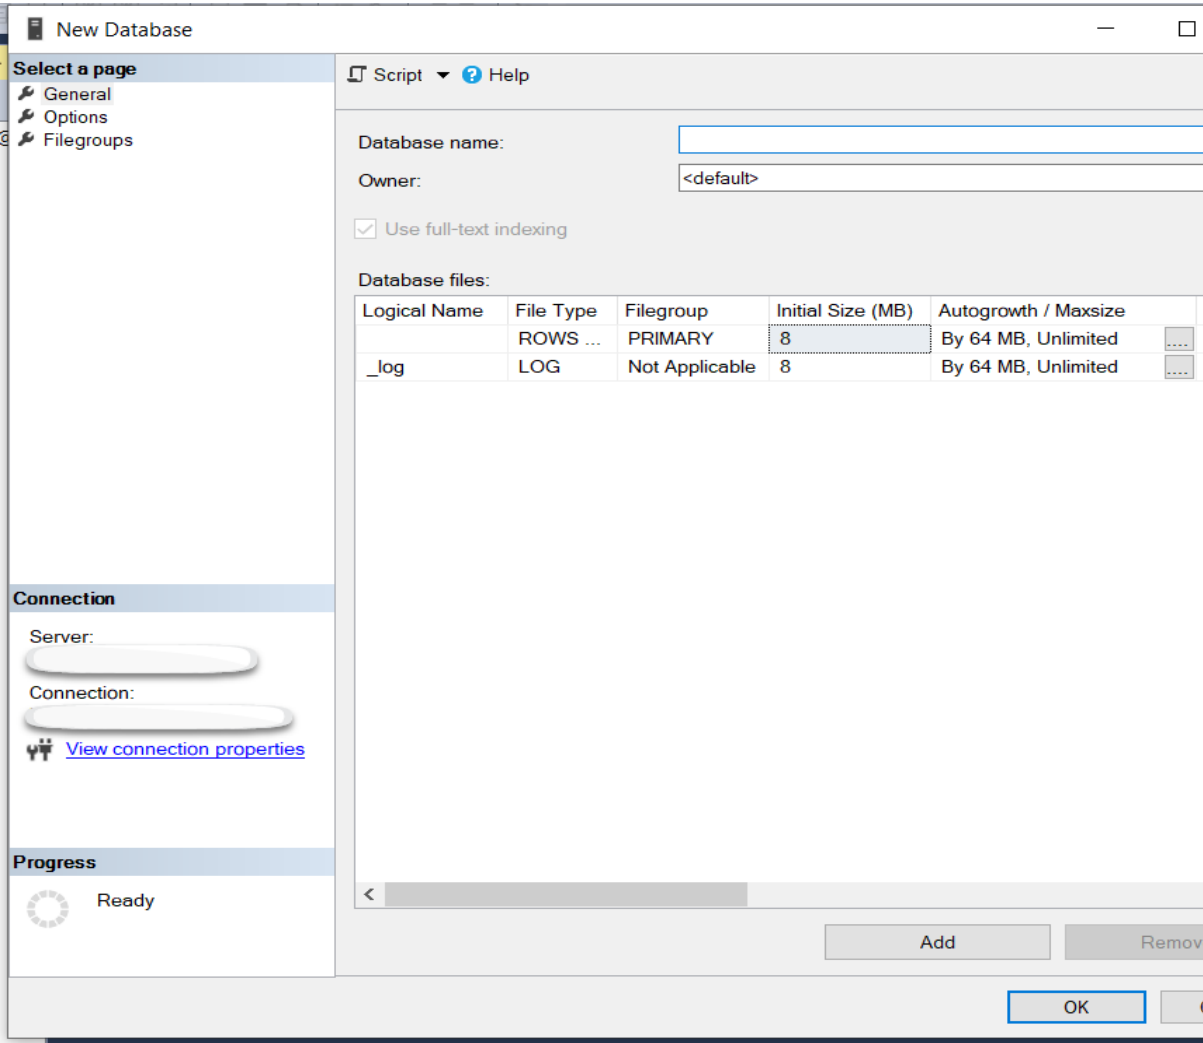 New Database
Select a page
General
Options
Filegroups
Script Help
Database name:
Owner: <default>
Use full-text indexing
Database files:
Logical Name File Type Filegroup Initial Size (MB) Autogrowth / Maxsize
ROWS ... PRIMARY 8 By 64 MB, Unlimited ....
_log LOG Not Applicable 8 By 64 MB, Unlimited ....
Connection
Server:
Connection:
View connection properties
Progress
Ready
Add Remov
OK